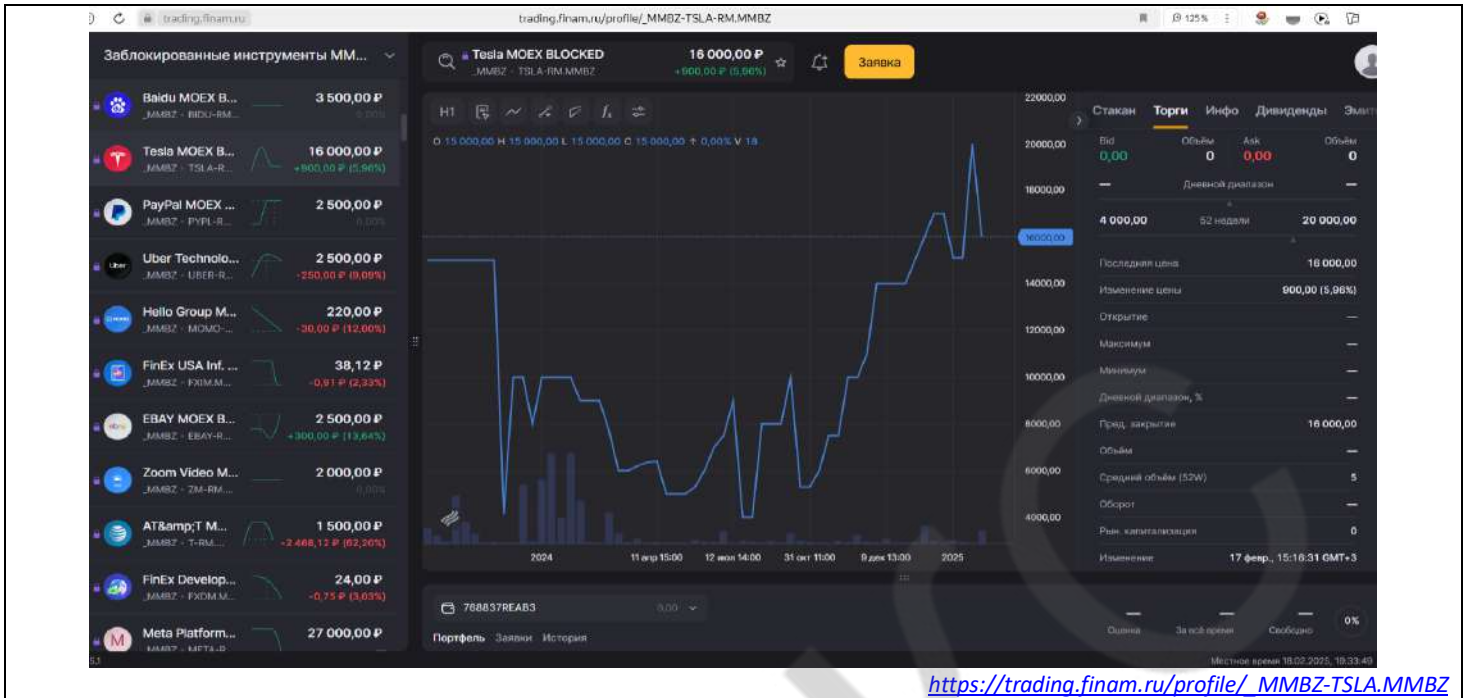 trading.finam.ru
trading.finam.ru/profile/_MMBZ-TSLA-RM.MMBZ
125 %
Заблокированные инструменты ММ...
Baidu MOEX B...
3 500,00 ₽
_MMBZ - BIDU-RM...
0,00%
Tesla MOEX B...
16 000,00 ₽
_MMBZ - TSLA-R...
+900,00 ₽ (5,96%)
PayPal MOEX ...
2 500,00 ₽
_MMBZ - PYPL-R...
0,00%
Uber
Uber Technolo...
2 500,00 ₽
_MMBZ - UBER-R...
-250,00 ₽ (9,09%)
Hello Group M...
220,00 ₽
_MMBZ - MOMO-...
-30,00 ₽ (12,00%)
FinEx USA Inf. ...
38,12 ₽
_MMBZ - FXIM.M...
-0,91 ₽ (2,33%)
ebay
EBAY MOEX B...
2 500,00 ₽
_MMBZ - EBAY-R...
+300,00 ₽ (13,64%)
Zoom Video M...
2 000,00 ₽
_MMBZ - ZM-RM....
0,00%
AT&amp;T M...
1 500,00 ₽
_MMBZ - T-RM....
-2 468,12 ₽ (62,20%)
FinEx Develop...
24,00 ₽
_MMBZ - FXDM.M...
-0,75 ₽ (3,03%)
M
Meta Platform...
27 000,00 ₽
_MMBZ - META-R
Tesla MOEX BLOCKED
_MMBZ - TSLA-RM.MMBZ
16 000,00 ₽
+900,00 ₽ (5,96%)
Заявка
H1
O 15 000,00 H 15 000,00 L 15 000,00 C 15 000,00 ↑ 0,00% V 18
22000,00
20000,00
18000,00
16000,00
14000,00
12000,00
10000,00
8000,00
6000,00
4000,00
2024
11 апр 15:00
12 июл 14:00
31 окт 11:00
9 дек 13:00
2025
768837REAB3
0,00
Портфель Заявки История
Стакан Торги Инфо Дивиденды Эмит
Bid Объём Ask Объём
0,00 0 0,00 0
— Дневной диапазон —
4 000,00 52 недели 20 000,00
Последняя цена 16 000,00
Изменение цены 900,00 (5,96%)
Открытие —
Максимум —
Минимум —
Дневной диапазон, % —
Пред. закрытие 16 000,00
Объём —
Средний объём (52W) 5
Оборот —
Рын. капитализация 0
Изменение 17 февр., 15:16:31 GMT+3
— — — 0%
Оценка За всё время Свободно
Местное время 18.02.2025, 19:33:49
https://trading.finam.ru/profile/_MMBZ-TSLA.MMBZ